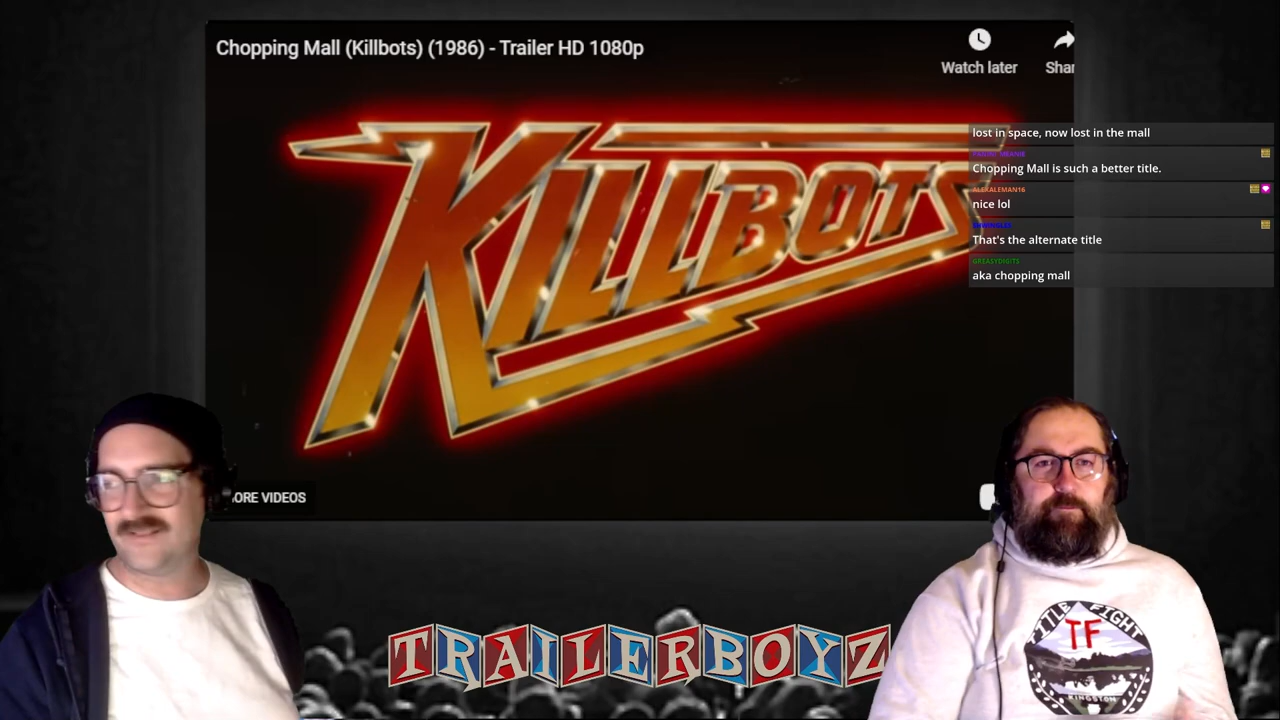 Chopping Mall (Killbots) (1986) - Trailer HD 1080p
Watch later
Shar
KILLBOTS
lost in space, now lost in the mall
Chopping Mall is such a better title.
ALEKALEMAN16
nice lol
That's the alternate title
GREASYDIGITS
aka chopping mall
ORE VIDEOS
TRAILERBOYZ
TITLE FIGHT
TF
KINGSTON